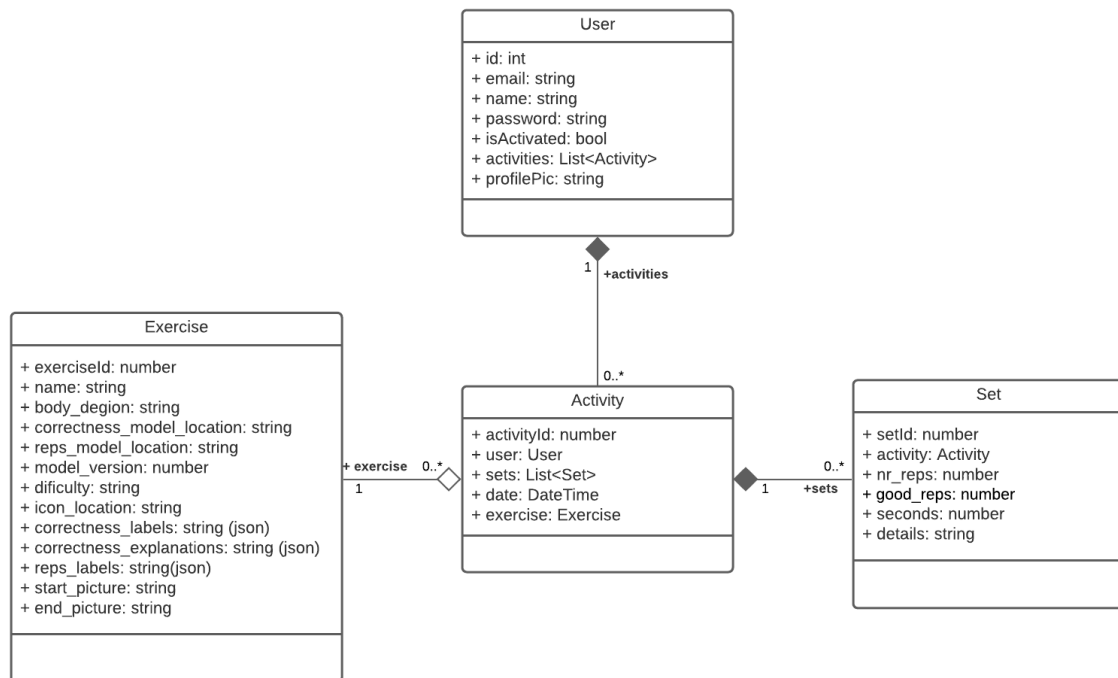 User
+ id: int
+ email: string
+ name: string
+ password: string
+ isActivated: bool
+ activities: List<Activity>
+ profilePic: string
1
+activities
0..*
Exercise
+ exerciseId: number
+ name: string
+ body_degion: string
+ correctness_model_location: string
+ reps_model_location: string
+ model_version: number
+ dificulty: string
+ icon_location: string
+ correctness_labels: string (json)
+ correctness_explanations: string (json)
+ reps_labels: string(json)
+ start_picture: string
+ end_picture: string
+ exercise
0..*
1
Activity
+ activityId: number
+ user: User
+ sets: List<Set>
+ date: DateTime
+ exercise: Exercise
0..*
1
+sets
Set
+ setId: number
+ activity: Activity
+ nr_reps: number
+ good_reps: number
+ seconds: number
+ details: string